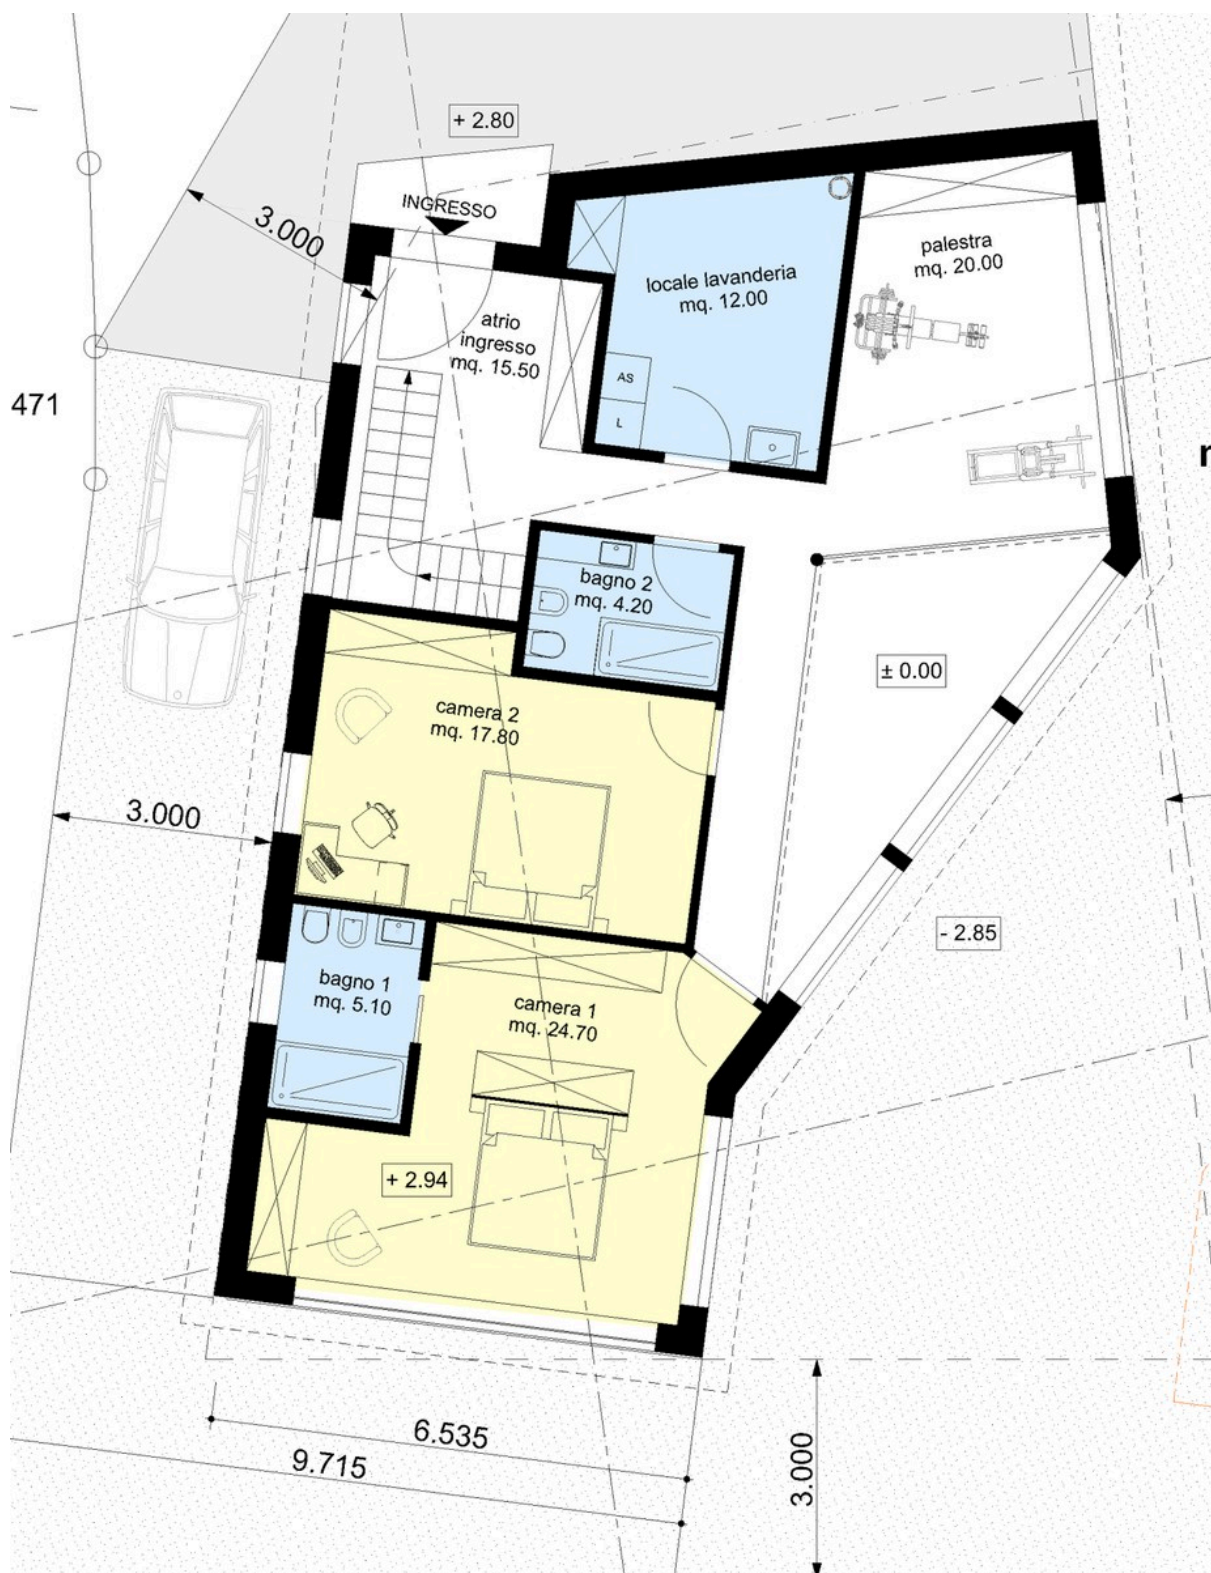 + 2.80
INGRESSO
3.000
palestra
mq. 20.00
locale lavanderia
mq. 12.00
atrio
ingresso
mq. 15.50
AS
L
471
bagno 2
mq. 4.20
± 0.00
camera 2
mq. 17.80
3.000
- 2.85
bagno 1
mq. 5.10
camera 1
mq. 24.70
+ 2.94
6.535
9.715
3.000